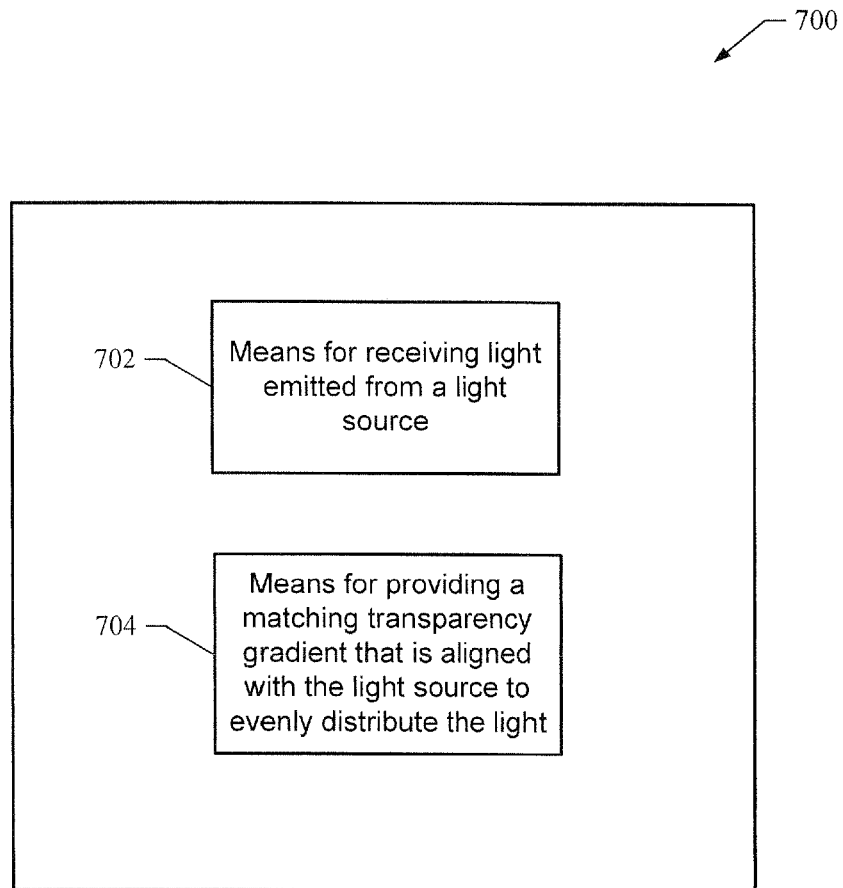 700
702
Means for receiving light
emitted from a light
source
704
Means for providing a
matching transparency
gradient that is aligned
with the light source to
evenly distribute the light